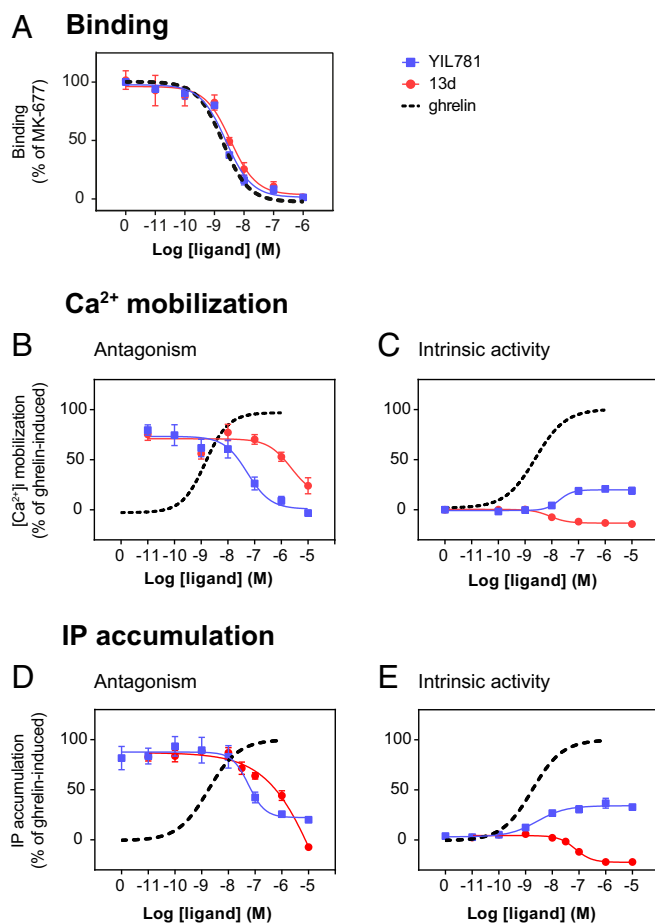 A Binding
YIL781
13d
ghrelin
Binding
(% of MK-677)
100
50
0
0 -11 -10 -9 -8 -7 -6
Log [ligand] (M)
Ca²⁺ mobilization
B Antagonism
C Intrinsic activity
[Ca²⁺]i mobilization
(% of ghrelin-induced)
100
50
0
0 -11 -10 -9 -8 -7 -6 -5
Log [ligand] (M)
100
50
0
0 -11 -10 -9 -8 -7 -6 -5
Log [ligand] (M)
IP accumulation
D Antagonism
E Intrinsic activity
IP accumulation
(% of ghrelin-induced)
100
50
0
0 -11 -10 -9 -8 -7 -6 -5
Log [ligand] (M)
100
50
0
0 -11 -10 -9 -8 -7 -6 -5
Log [ligand] (M)